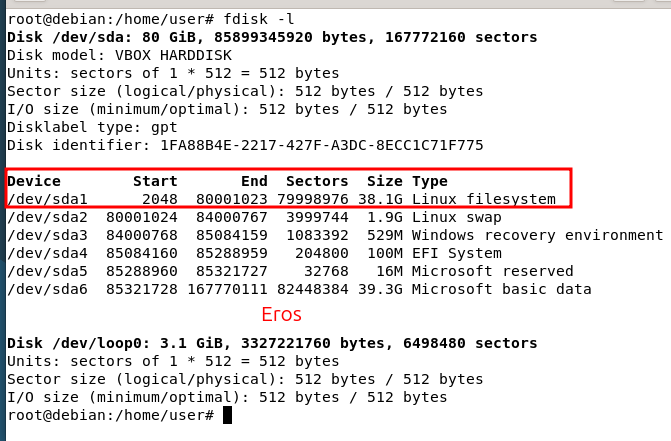 root@debian:/home/user# fdisk -l
Disk /dev/sda: 80 GiB, 85899345920 bytes, 167772160 sectors
Disk model: VBOX HARDDISK
Units: sectors of 1 * 512 = 512 bytes
Sector size (logical/physical): 512 bytes / 512 bytes
I/O size (minimum/optimal): 512 bytes / 512 bytes
Disklabel type: gpt
Disk identifier: 1FA88B4E-2217-427F-A3DC-8ECC1C71F775
Device Start End Sectors Size Type
/dev/sda1 2048 80001023 79998976 38.1G Linux filesystem
/dev/sda2 80001024 84000767 3999744 1.9G Linux swap
/dev/sda3 84000768 85084159 1083392 529M Windows recovery environment
/dev/sda4 85084160 85288959 204800 100M EFI System
/dev/sda5 85288960 85321727 32768 16M Microsoft reserved
/dev/sda6 85321728 167770111 82448384 39.3G Microsoft basic data
Eros
Disk /dev/loop0: 3.1 GiB, 3327221760 bytes, 6498480 sectors
Units: sectors of 1 * 512 = 512 bytes
Sector size (logical/physical): 512 bytes / 512 bytes
I/O size (minimum/optimal): 512 bytes / 512 bytes
root@debian:/home/user#